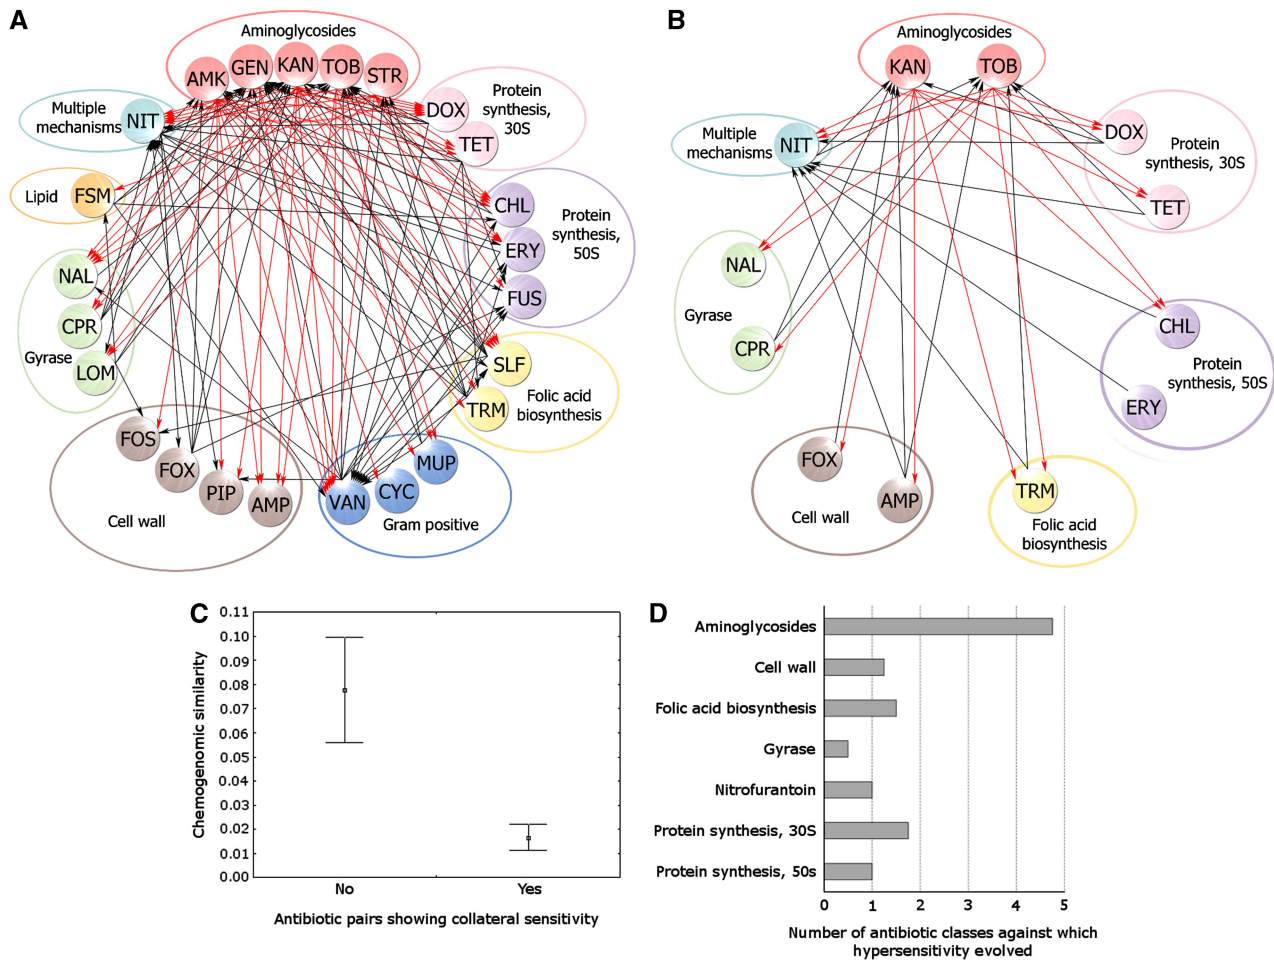 A
Aminoglycosides
AMK
GEN
KAN
TOB
STR
Multiple
mechanisms
NIT
DOX
TET
Protein
synthesis,
30S
Lipid
FSM
CHL
ERY
FUS
Protein
synthesis,
50S
NAL
CPR
LOM
Gyrase
SLF
TRM
Folic acid
biosynthesis
FOS
FOX
PIP
AMP
Cell wall
VAN
CYC
MUP
Gram positive
B
Aminoglycosides
KAN
TOB
Multiple
mechanisms
NIT
DOX
TET
Protein
synthesis, 30S
NAL
CPR
Gyrase
CHL
ERY
Protein
synthesis, 50S
FOX
AMP
Cell wall
TRM
Folic acid
biosynthesis
C
Chemogenomic similarity
0.11
0.10
0.09
0.08
0.07
0.06
0.05
0.04
0.03
0.02
0.01
0.00
No
Yes
Antibiotic pairs showing collateral sensitivity
D
Aminoglycosides
Cell wall
Folic acid biosynthesis
Gyrase
Nitrofurantoin
Protein synthesis, 30S
Protein synthesis, 50s
0 1 2 3 4 5
Number of antibiotic classes against which
hypersensitivity evolved